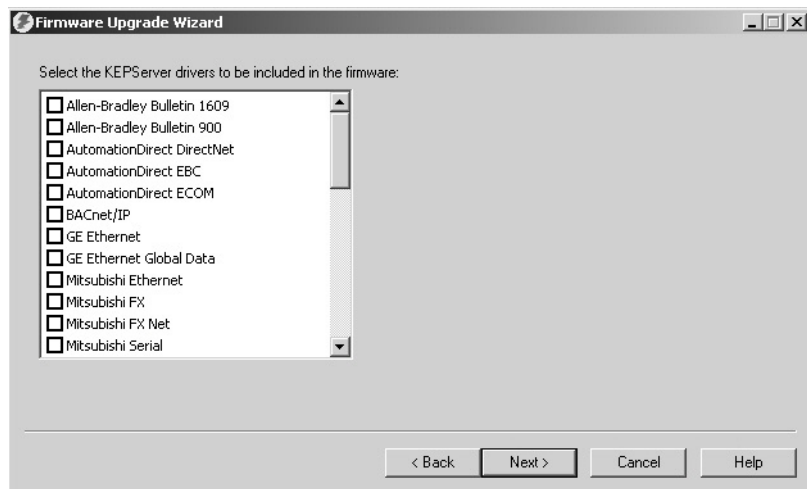 Firmware Upgrade Wizard
Select the KEPServer drivers to be included in the firmware:
Allen-Bradley Bulletin 1609
Allen-Bradley Bulletin 900
AutomationDirect DirectNet
AutomationDirect EBC
AutomationDirect ECOM
BACnet/IP
GE Ethernet
GE Ethernet Global Data
Mitsubishi Ethernet
Mitsubishi FX
Mitsubishi FX Net
Mitsubishi Serial
< Back Next > Cancel Help